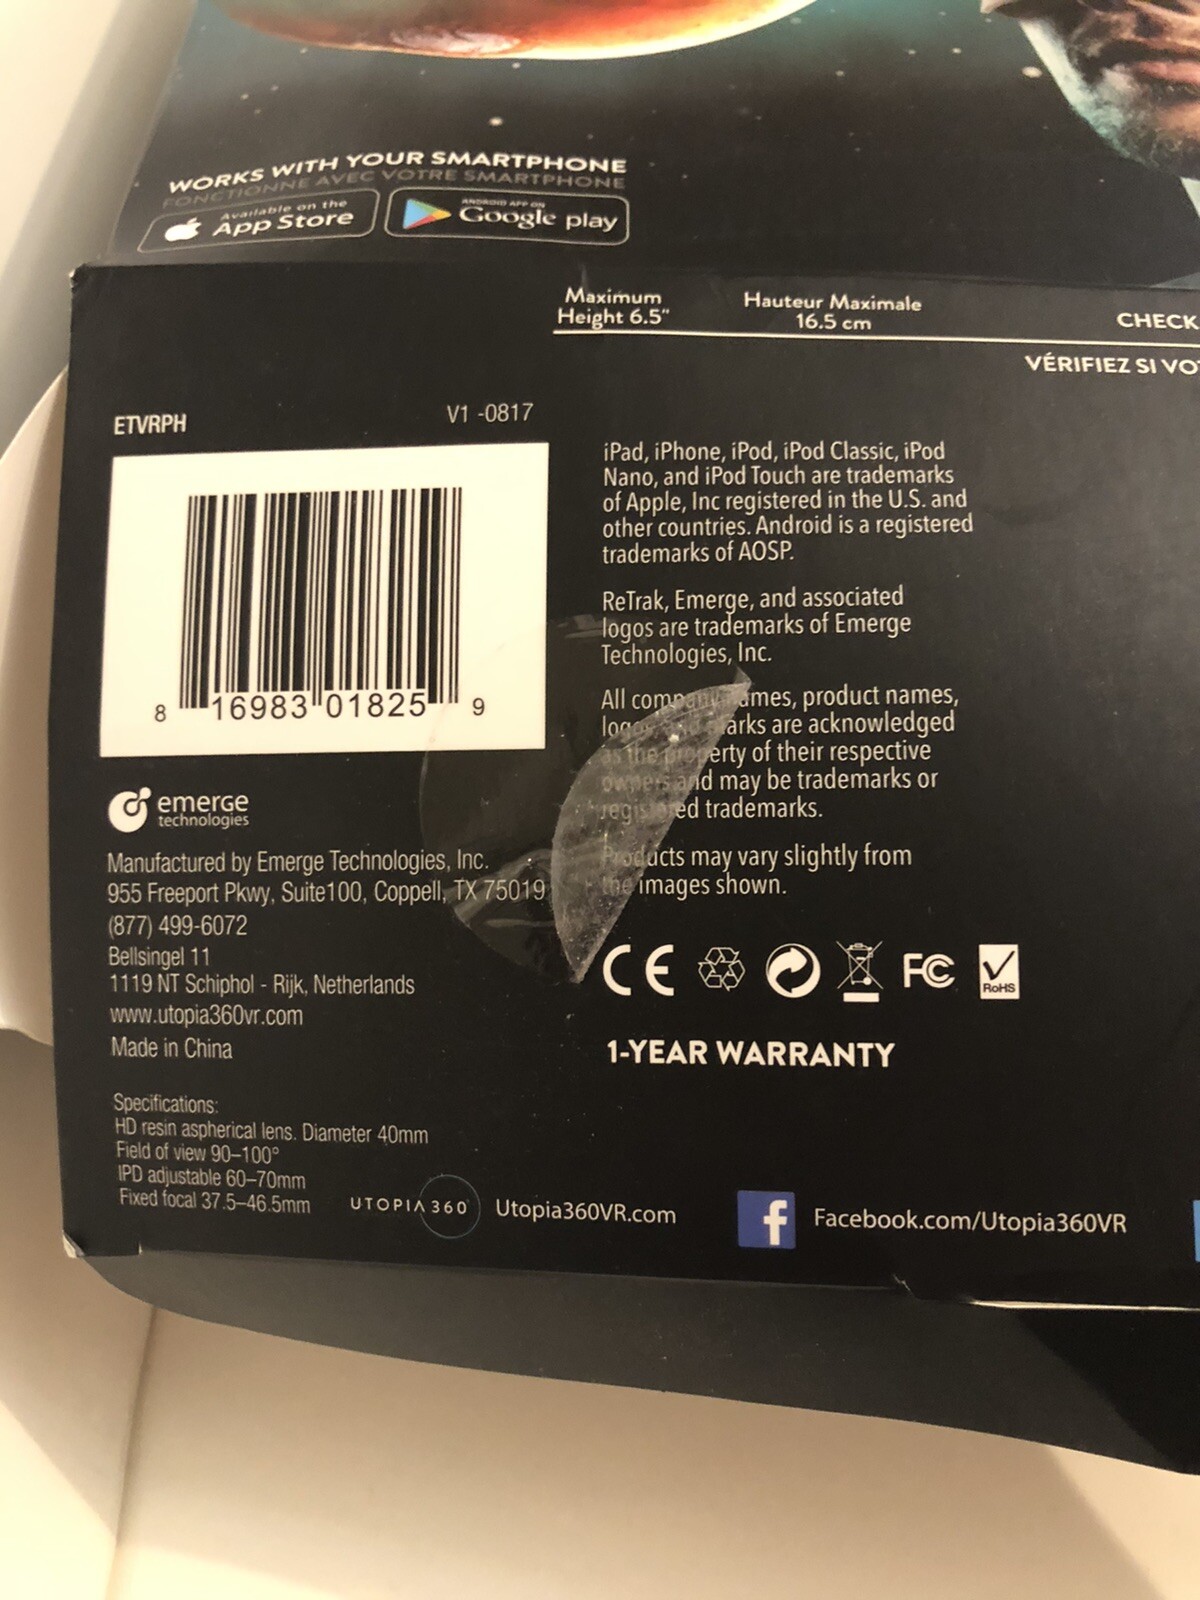 WORKS WITH YOUR SMARTPHONE
FONCTIONNE AVEC VOTRE SMARTPHONE
Available on the
App Store
ANDROID APP ON
Google play
Maximum
Height 6.5"
Hauteur Maximale
16.5 cm
CHECK
VÉRIFIEZ SI
ETVRPH
V1 -0817
8 16983 01825 9
emerge
technologies
Manufactured by Emerge Technologies, Inc.
955 Freeport Pkwy, Suite100, Coppell, TX 75019
(877) 499-6072
Bellsingel 11
1119 NT Schiphol - Rijk, Netherlands
www.utopia360vr.com
Made in China
Specifications:
HD resin aspherical lens. Diameter 40mm
Field of view 90–100°
IPD adjustable 60–70mm
Fixed focal 37.5–46.5mm
iPad, iPhone, iPod, iPod Classic, iPod
Nano, and iPod Touch are trademarks
of Apple, Inc registered in the U.S. and
other countries. Android is a registered
trademarks of AOSP.
ReTrak, Emerge, and associated
logos are trademarks of Emerge
Technologies, Inc.
All company names, product names,
logos and marks are acknowledged
as the property of their respective
owners and may be trademarks or
registered trademarks.
Products may vary slightly from
the images shown.
CE
FC
RoHS
1-YEAR WARRANTY
UTOPIA 360°
Utopia360VR.com
f
Facebook.com/Utopia360VR